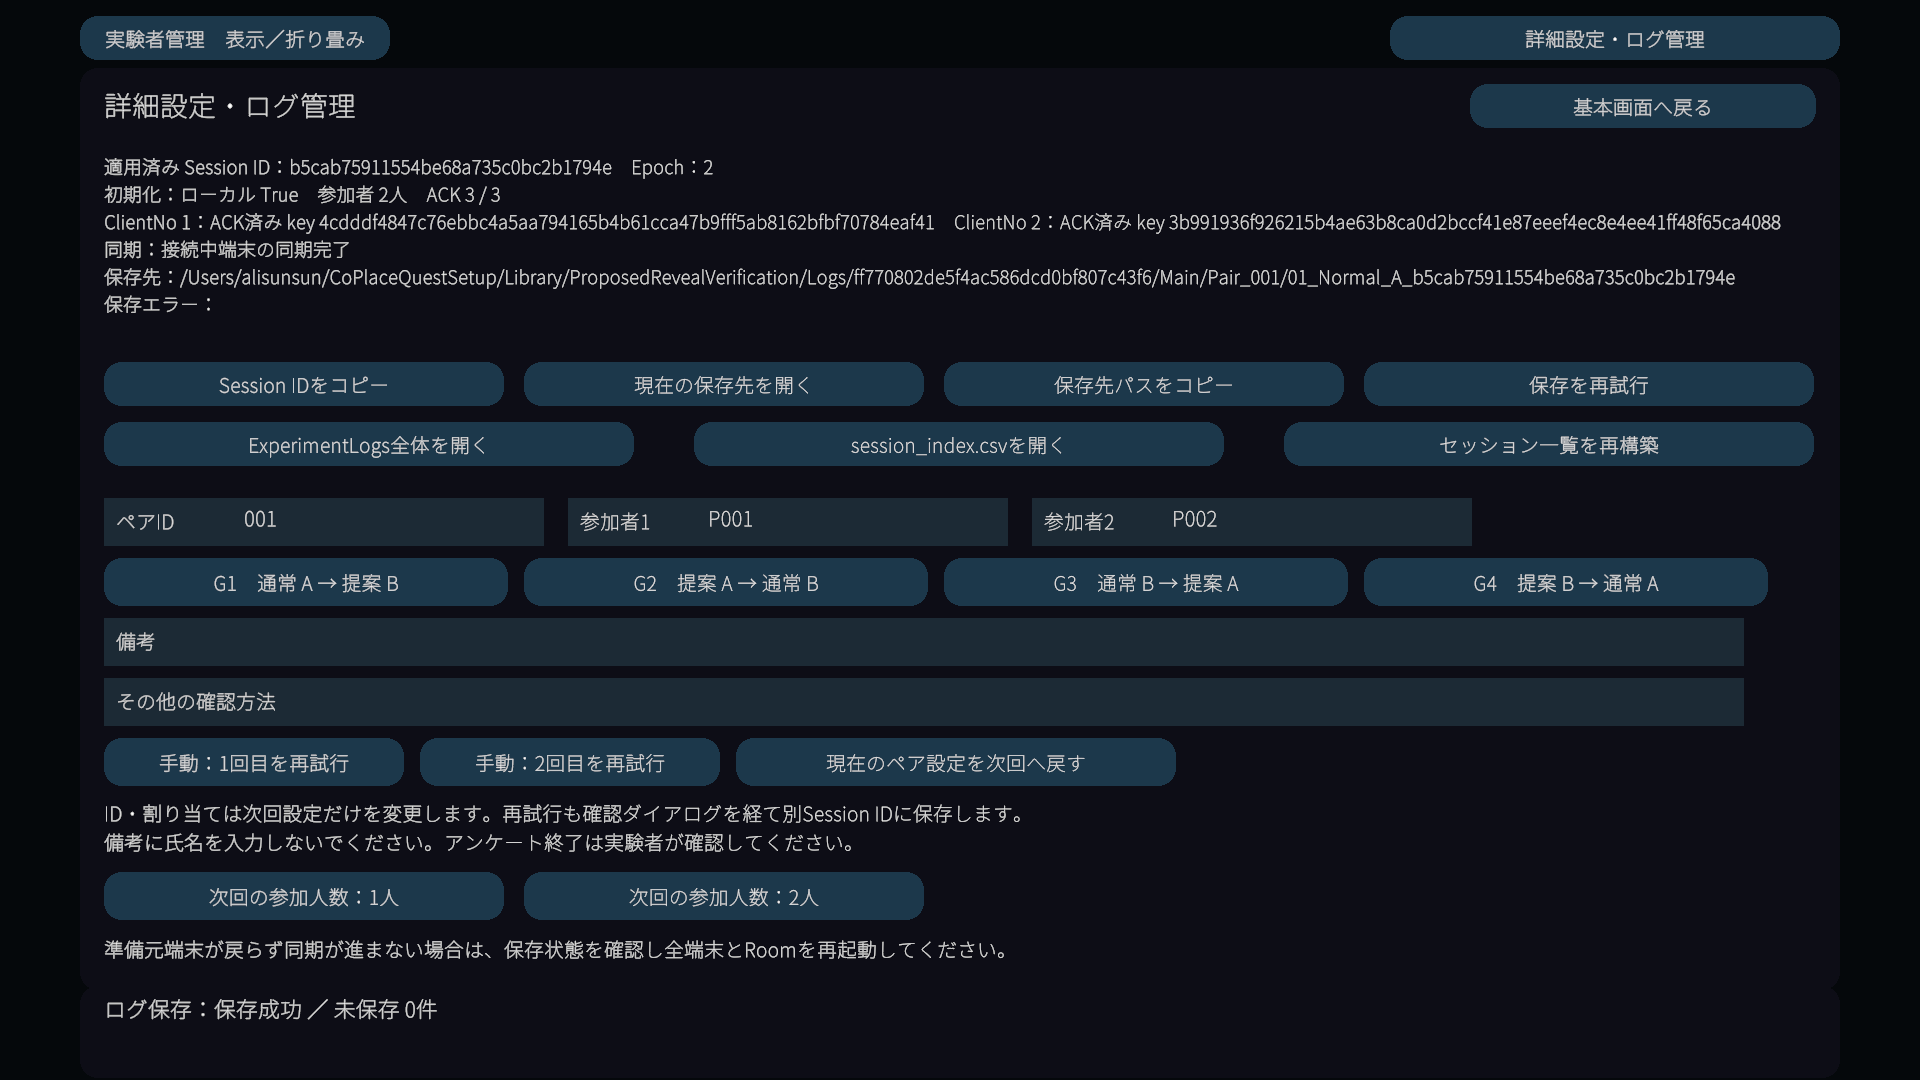 実験者管理　表示／折り畳み
詳細設定・ログ管理
詳細設定・ログ管理
基本画面へ戻る
適用済み Session ID：b5cab75911554be68a735c0bc2b1794e　Epoch：2
初期化：ローカル True　参加者 2人　ACK 3 / 3
ClientNo 1：ACK済み key 4cdddf4847c76ebbc4a5aa794165b4b61cca47b9fff5ab8162bfbf70784eaf41　ClientNo 2：ACK済み key 3b991936f926215b4ae63b8ca0d2bccf41e87eeef4ec8e4ee41ff48f65ca4088
同期：接続中端末の同期完了
保存先：/Users/alisunsun/CoPlaceQuestSetup/Library/ProposedRevealVerification/Logs/ff770802de5f4ac586dcd0bf807c43f6/Main/Pair_001/01_Normal_A_b5cab75911554be68a735c0bc2b1794e
保存エラー：
Session IDをコピー
現在の保存先を開く
保存先パスをコピー
保存を再試行
ExperimentLogs全体を開く
session_index.csvを開く
セッション一覧を再構築
ペアID　001
参加者1　P001
参加者2　P002
G1　通常 A → 提案 B
G2　提案 A → 通常 B
G3　通常 B → 提案 A
G4　提案 B → 通常 A
備考
その他の確認方法
手動：1回目を再試行
手動：2回目を再試行
現在のペア設定を次回へ戻す
ID・割り当ては次回設定だけを変更します。再試行も確認ダイアログを経て別Session IDに保存します。
備考に氏名を入力しないでください。アンケート終了は実験者が確認してください。
次回の参加人数：1人
次回の参加人数：2人
準備元端末が戻らず同期が進まない場合は、保存状態を確認し全端末とRoomを再起動してください。
ログ保存：保存成功 ／ 未保存 0件